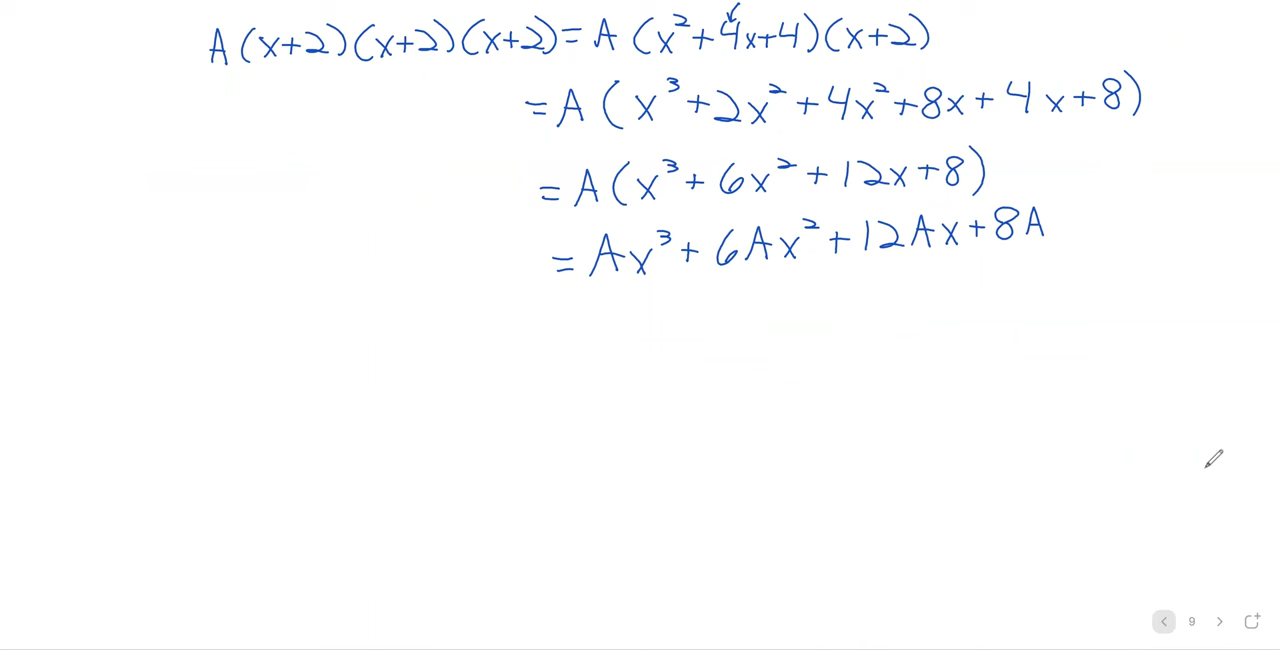 A(x+2)(x+2)(x+2) = A(x²+4x+4)(x+2)
= A(x³+2x²+4x²+8x+4x+8)
= A(x³+6x²+12x+8)
= Ax³+6Ax²+12Ax+8A
9